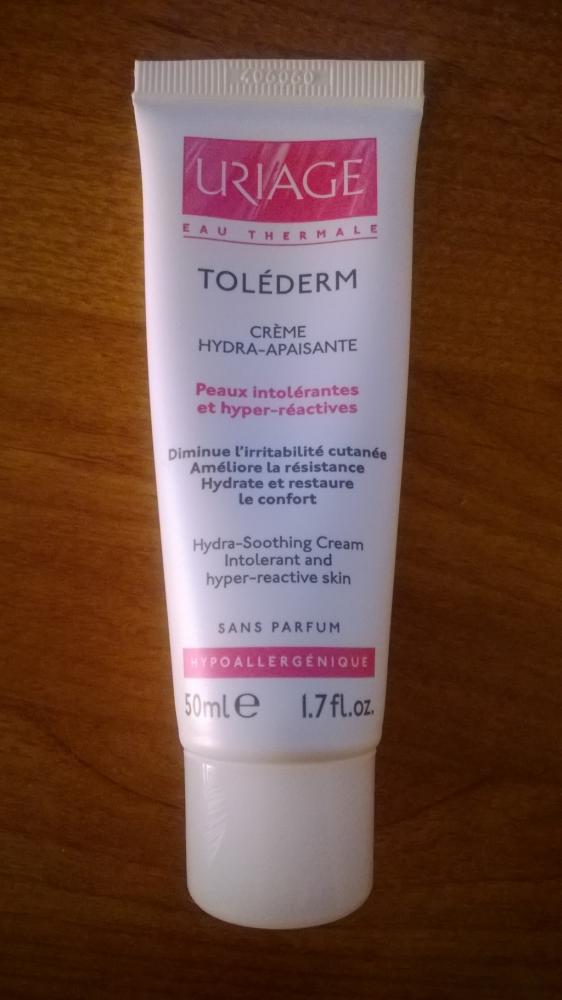 URIAGE
EAU THERMALE
TOLÉDERM
CRÈME
HYDRA-APAISANTE
Peaux intolérantes
et hyper-réactives
Diminue l'irritabilité cutanée
Améliore la résistance
Hydrate et restaure
le confort
Hydra-Soothing Cream
Intolerant and
hyper-reactive skin
SANS PARFUM
HYPOALLERGÉNIQUE
50ml e 1.7fl.oz.